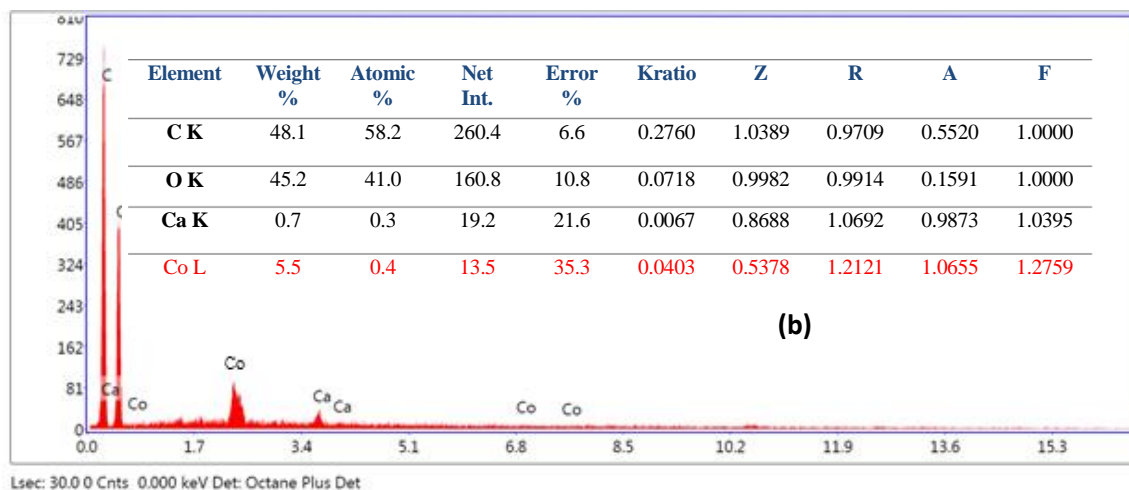 810
729
648
567
486
405
324
243
162
81
0
Element Weight % Atomic % Net Int. Error % Kratio Z R A F
C K 48.1 58.2 260.4 6.6 0.2760 1.0389 0.9709 0.5520 1.0000
O K 45.2 41.0 160.8 10.8 0.0718 0.9982 0.9914 0.1591 1.0000
Ca K 0.7 0.3 19.2 21.6 0.0067 0.8688 1.0692 0.9873 1.0395
Co L 5.5 0.4 13.5 35.3 0.0403 0.5378 1.2121 1.0655 1.2759
(b)
C
Ca
Co
Co
Ca
Ca
Co
Co
0.0 1.7 3.4 5.1 6.8 8.5 10.2 11.9 13.6 15.3
Lsec: 30.0 0 Cnts 0.000 keV Det: Octane Plus Det